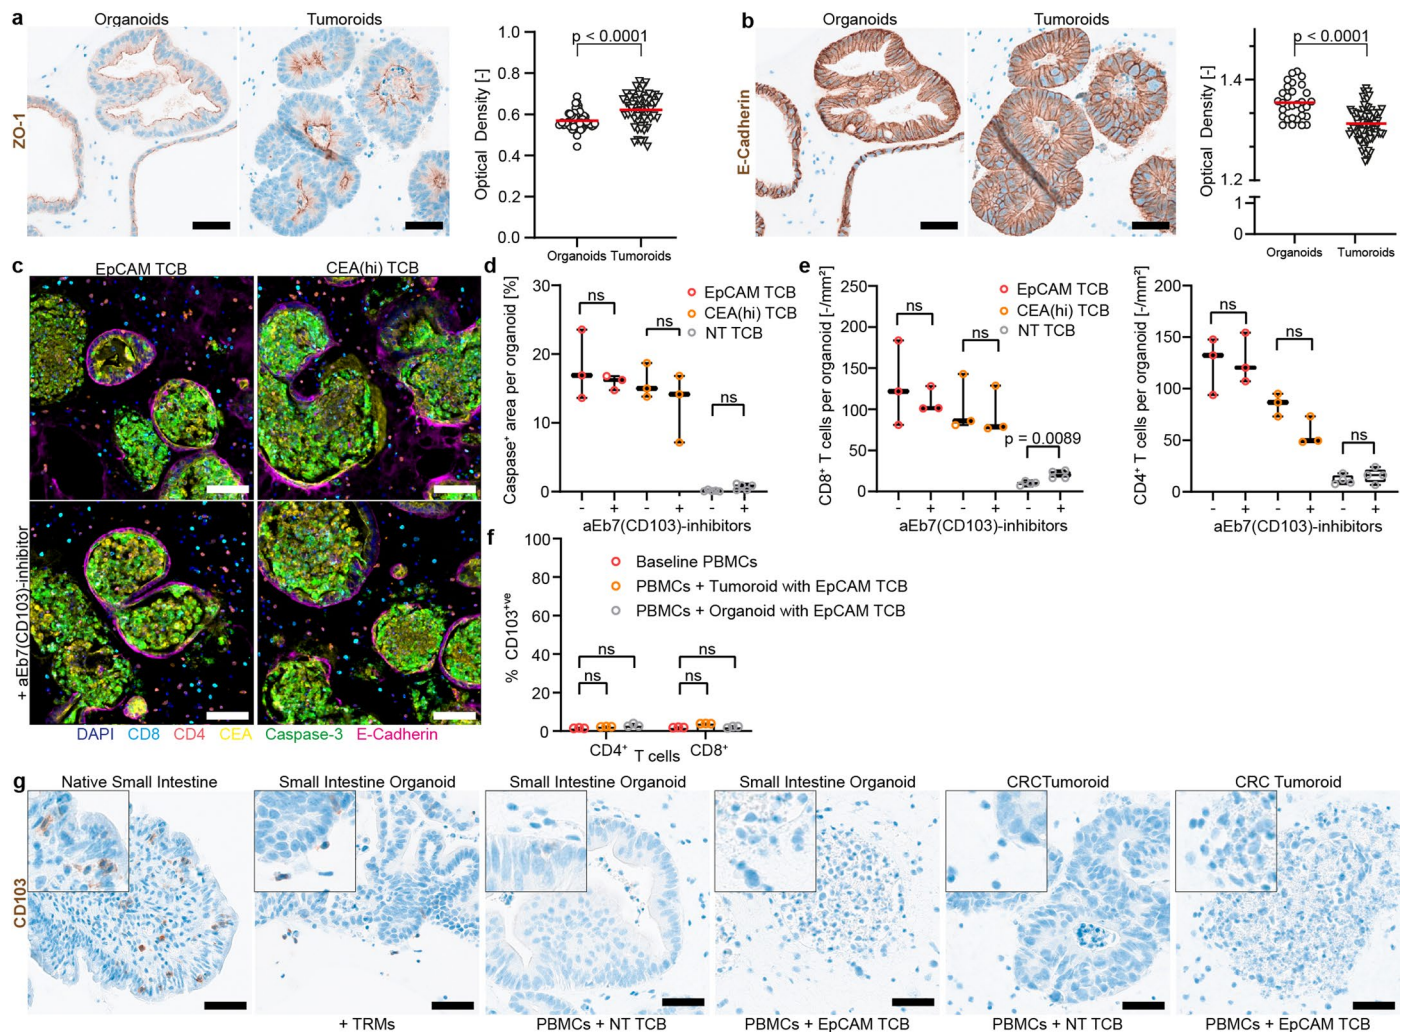 a
Organoids
Tumoroids
ZO-1
p < 0.0001
Optical Density [-]
1.0
0.8
0.6
0.4
0.2
0.0
Organoids Tumoroids
b
Organoids
Tumoroids
E-Cadherin
p < 0.0001
Optical Density [-]
1.4
1.2
1
0
Organoids Tumoroids
c
EpCAM TCB
CEA(hi) TCB
+ aEb7(CD103)-inhibitor
DAPI CD8 CD4 CEA Caspase-3 E-Cadherin
d
Caspase⁺ area per organoid [%]
30
20
10
0
ns
ns
ns
EpCAM TCB
CEA(hi) TCB
NT TCB
- + - + - +
aEb7(CD103)-inhibitors
e
CD8⁺ T cells per organoid [-/mm²]
250
200
150
100
50
0
ns
ns
p = 0.0089
EpCAM TCB
CEA(hi) TCB
NT TCB
- + - + - +
aEb7(CD103)-inhibitors
CD4⁺ T cells per organoid [-/mm²]
200
150
100
50
0
ns
ns
ns
- + - + - +
aEb7(CD103)-inhibitors
f
% CD103⁺ᵛᵉ
100
80
60
40
20
0
Baseline PBMCs
PBMCs + Tumoroid with EpCAM TCB
PBMCs + Organoid with EpCAM TCB
ns
ns
ns
ns
CD4⁺ T cells CD8⁺
g
Native Small Intestine
Small Intestine Organoid
Small Intestine Organoid
Small Intestine Organoid
CRCTumoroid
CRC Tumoroid
CD103
+ TRMs
PBMCs + NT TCB
PBMCs + EpCAM TCB
PBMCs + NT TCB
PBMCs + EpCAM TCB